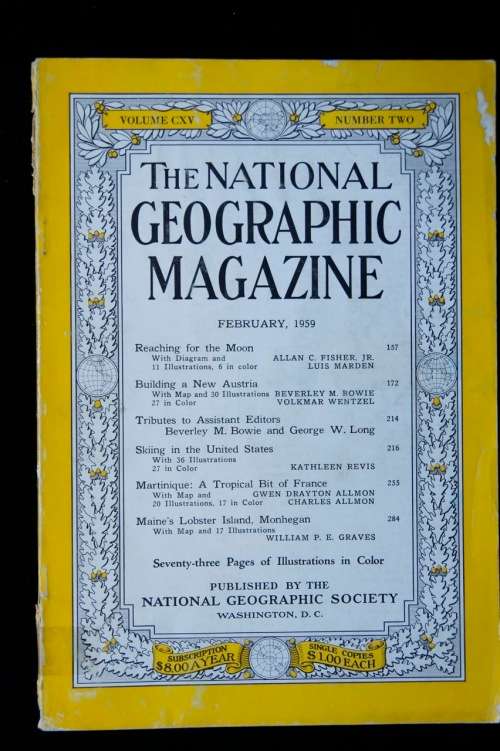 VOLUME CXV NUMBER TWO
THE NATIONAL
GEOGRAPHIC
MAGAZINE
FEBRUARY, 1959
Reaching for the Moon 157
With Diagram and ALLAN C. FISHER, JR.
11 Illustrations, 6 in color LUIS MARDEN
Building a New Austria 172
With Map and 30 Illustrations BEVERLEY M. BOWIE
27 in Color VOLKMAR WENTZEL
Tributes to Assistant Editors 214
Beverly M. Bowie and George W. Long
Skiing in the United States 216
With 36 Illustrations
27 in Color KATHLEEN REVIS
Martinique: A Tropical Bit of France 255
With Map and GWEN DRAYTON ALLMON
20 Illustrations, 17 in Color CHARLES ALLMON
Maine's Lobster Island, Monhegan 284
With Map and 17 Illustrations
WILLIAM P. E. GRAVES
Seventy-three Pages of Illustrations in Color
PUBLISHED BY THE
NATIONAL GEOGRAPHIC SOCIETY
WASHINGTON, D. C.
SUBSCRIPTION SINGLE COPIES
$8.00 A YEAR $1.00 EACH